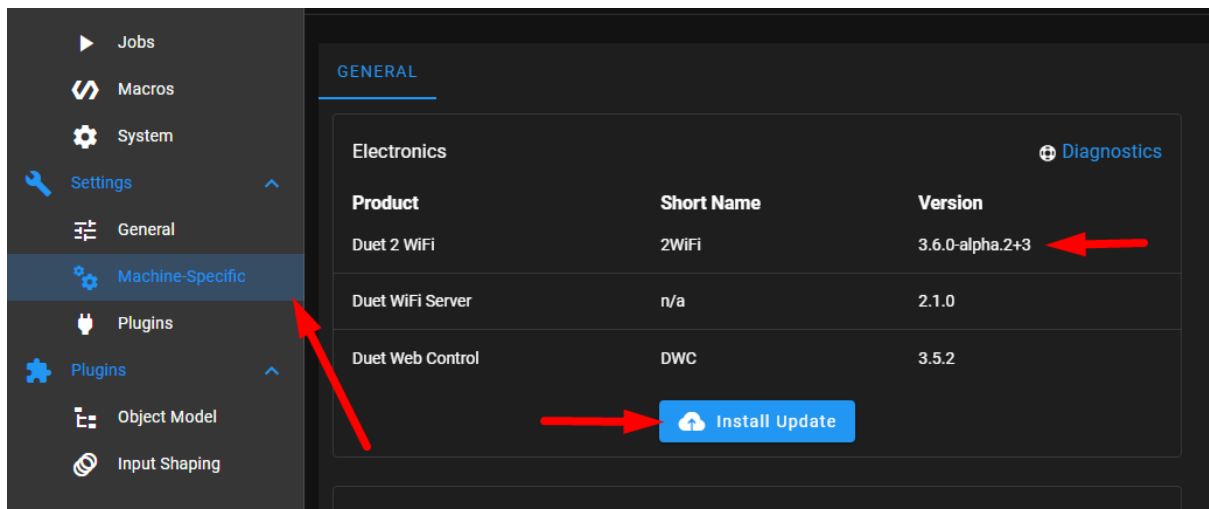 Jobs
Macros
System
Settings
General
Machine-Specific
Plugins
Plugins
Object Model
Input Shaping
GENERAL
Electronics Diagnostics
Product Short Name Version
Duet 2 WiFi 2WiFi 3.6.0-alpha.2+3
Duet WiFi Server n/a 2.1.0
Duet Web Control DWC 3.5.2
Install Update